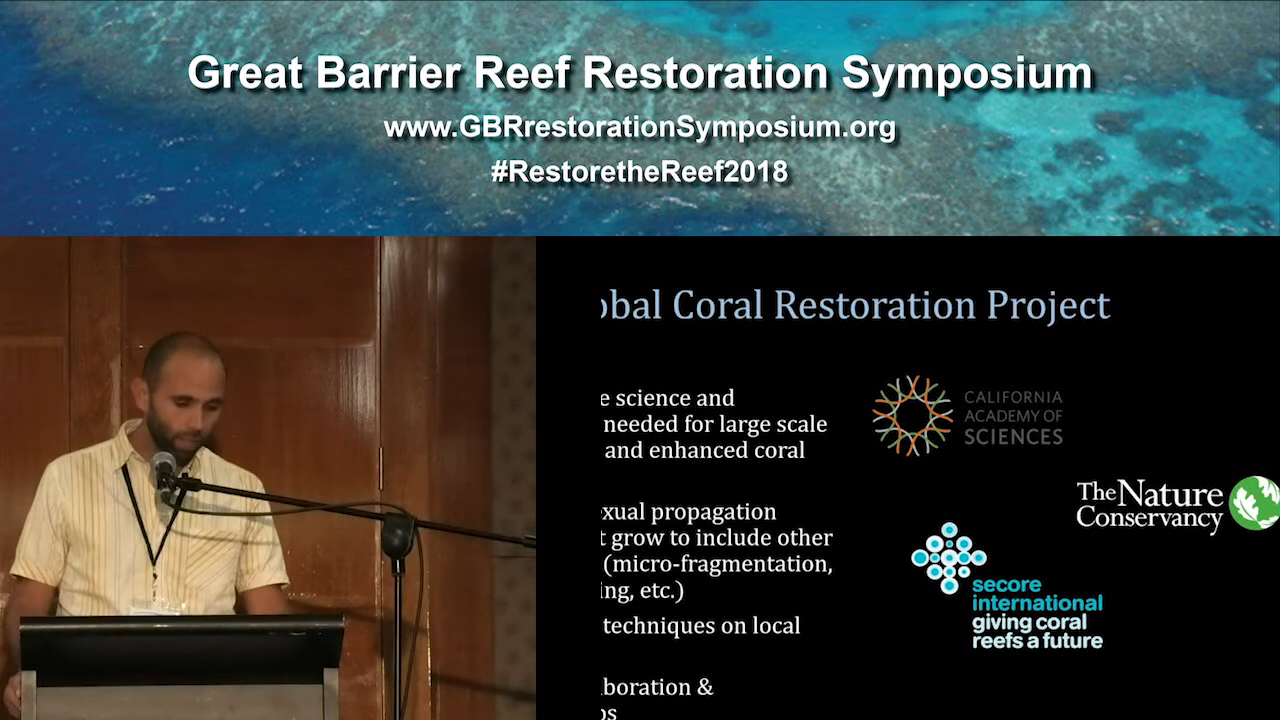 Great Barrier Reef Restoration Symposium
www.GBRrestorationSymposium.org
#RestoretheReef2018
obal Coral Restoration Project
e science and
needed for large scale
and enhanced coral
xual propagation
t grow to include other
(micro-fragmentation,
ing, etc.)
techniques on local
boration &
ps
CALIFORNIA
ACADEMY OF
SCIENCES
The Nature
Conservancy
secore
international
giving coral
reefs a future